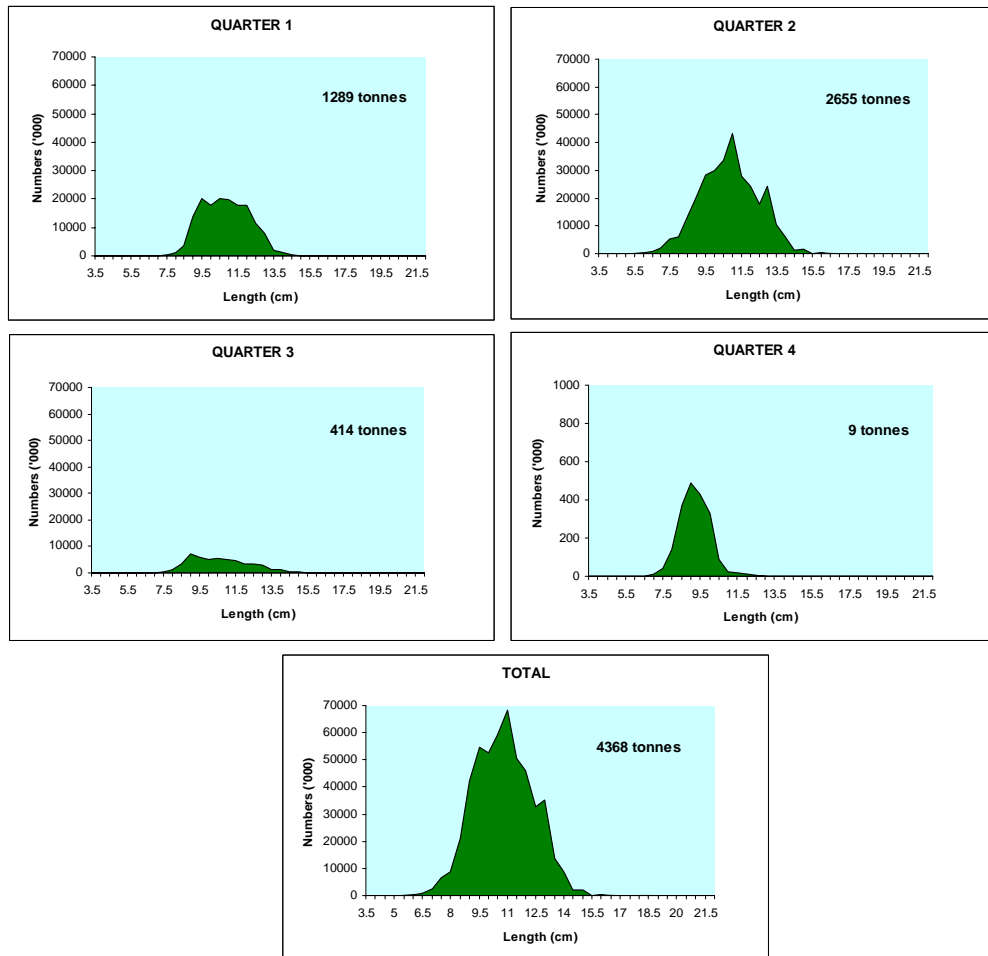 QUARTER 1
70000
60000
50000
40000
30000
20000
10000
0
Numbers ('000)
1289 tonnes
3.5 5.5 7.5 9.5 11.5 13.5 15.5 17.5 19.5 21.5
Length (cm)
QUARTER 2
70000
60000
50000
40000
30000
20000
10000
0
Numbers ('000)
2655 tonnes
3.5 5.5 7.5 9.5 11.5 13.5 15.5 17.5 19.5 21.5
Length (cm)
QUARTER 3
70000
60000
50000
40000
30000
20000
10000
0
Numbers ('000)
414 tonnes
3.5 5.5 7.5 9.5 11.5 13.5 15.5 17.5 19.5 21.5
Length (cm)
QUARTER 4
1000
800
600
400
200
0
Numbers ('000)
9 tonnes
3.5 5.5 7.5 9.5 11.5 13.5 15.5 17.5 19.5 21.5
Length (cm)
TOTAL
70000
60000
50000
40000
30000
20000
10000
0
Numbers ('000)
4368 tonnes
3.5 5 6.5 8 9.5 11 12.5 14 15.5 17 18.5 20 21.5
Length (cm)